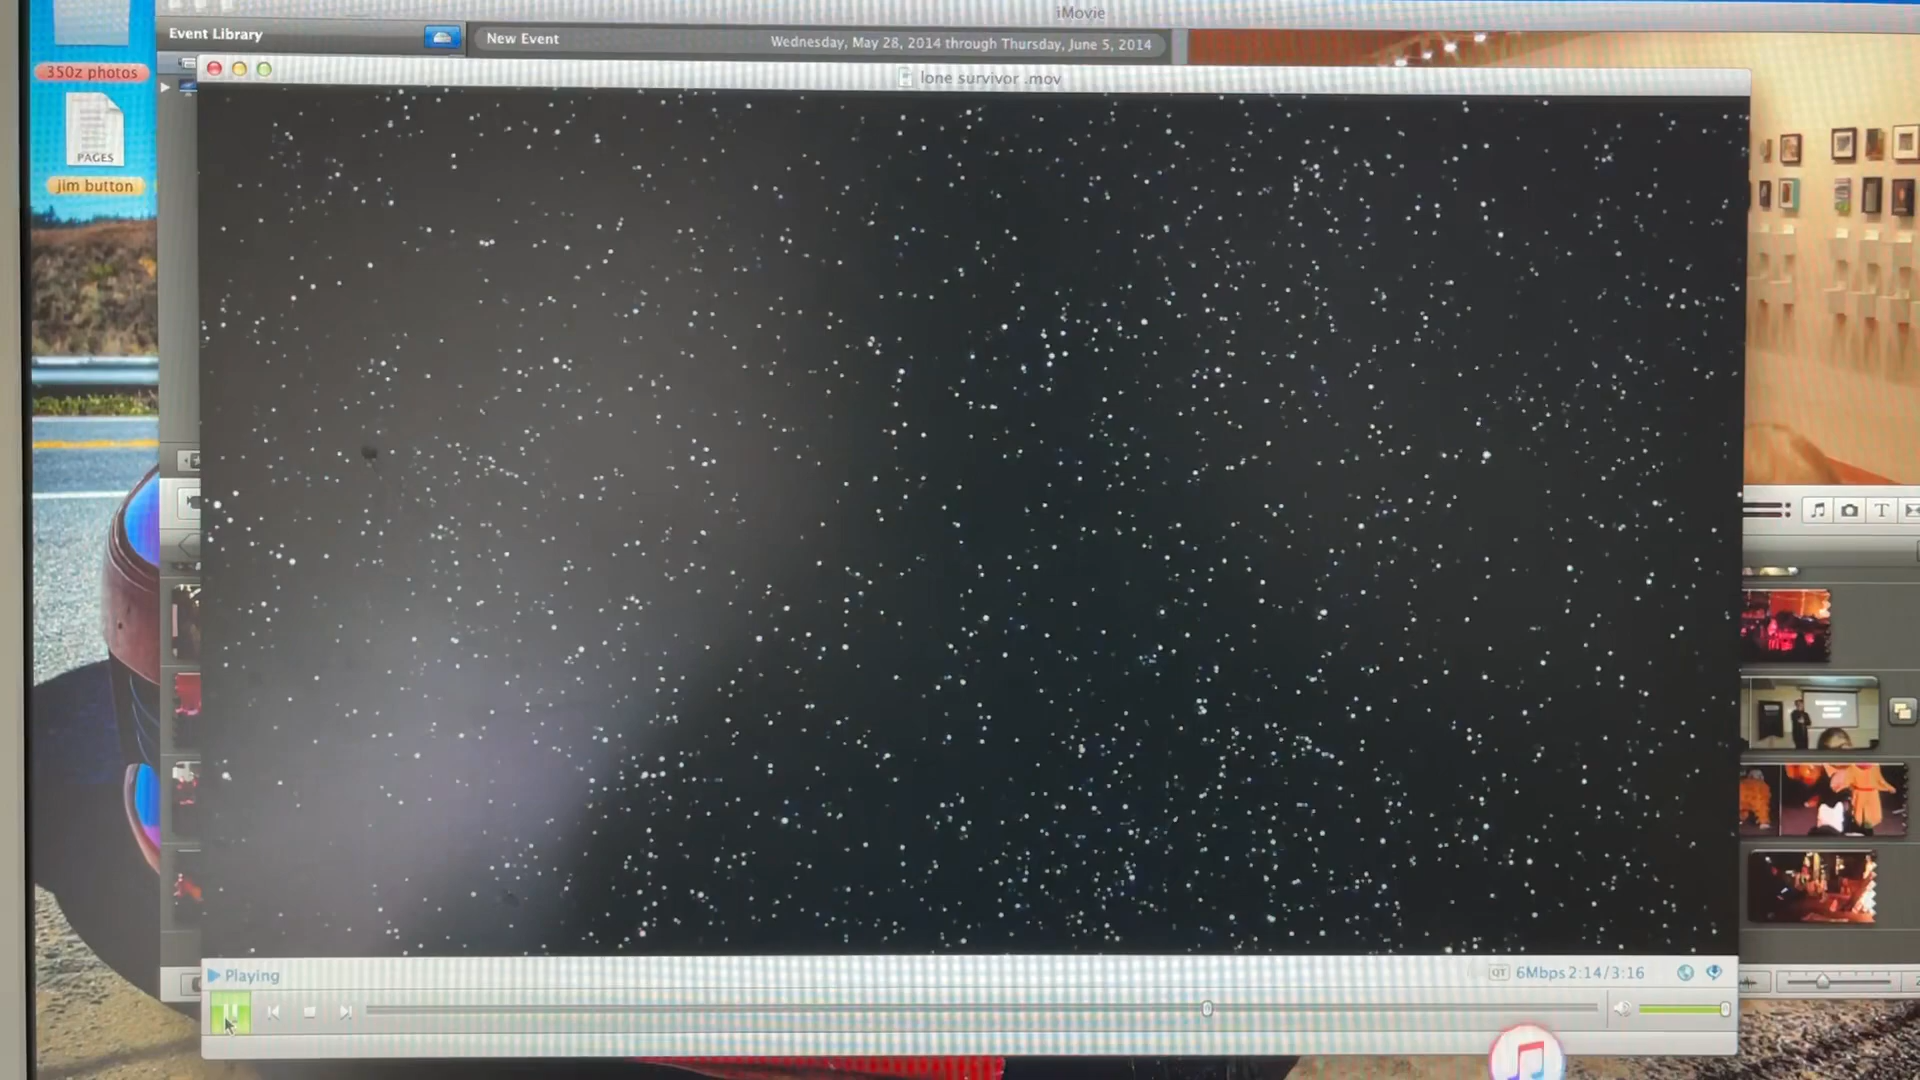 iMovie
Event Library
New Event
Wednesday, May 28, 2014 through Thursday, June 5, 2014
350z photos
lone survivor .mov
PAGES
jim button
T
Playing
QT
6Mbps 2:14/3:16